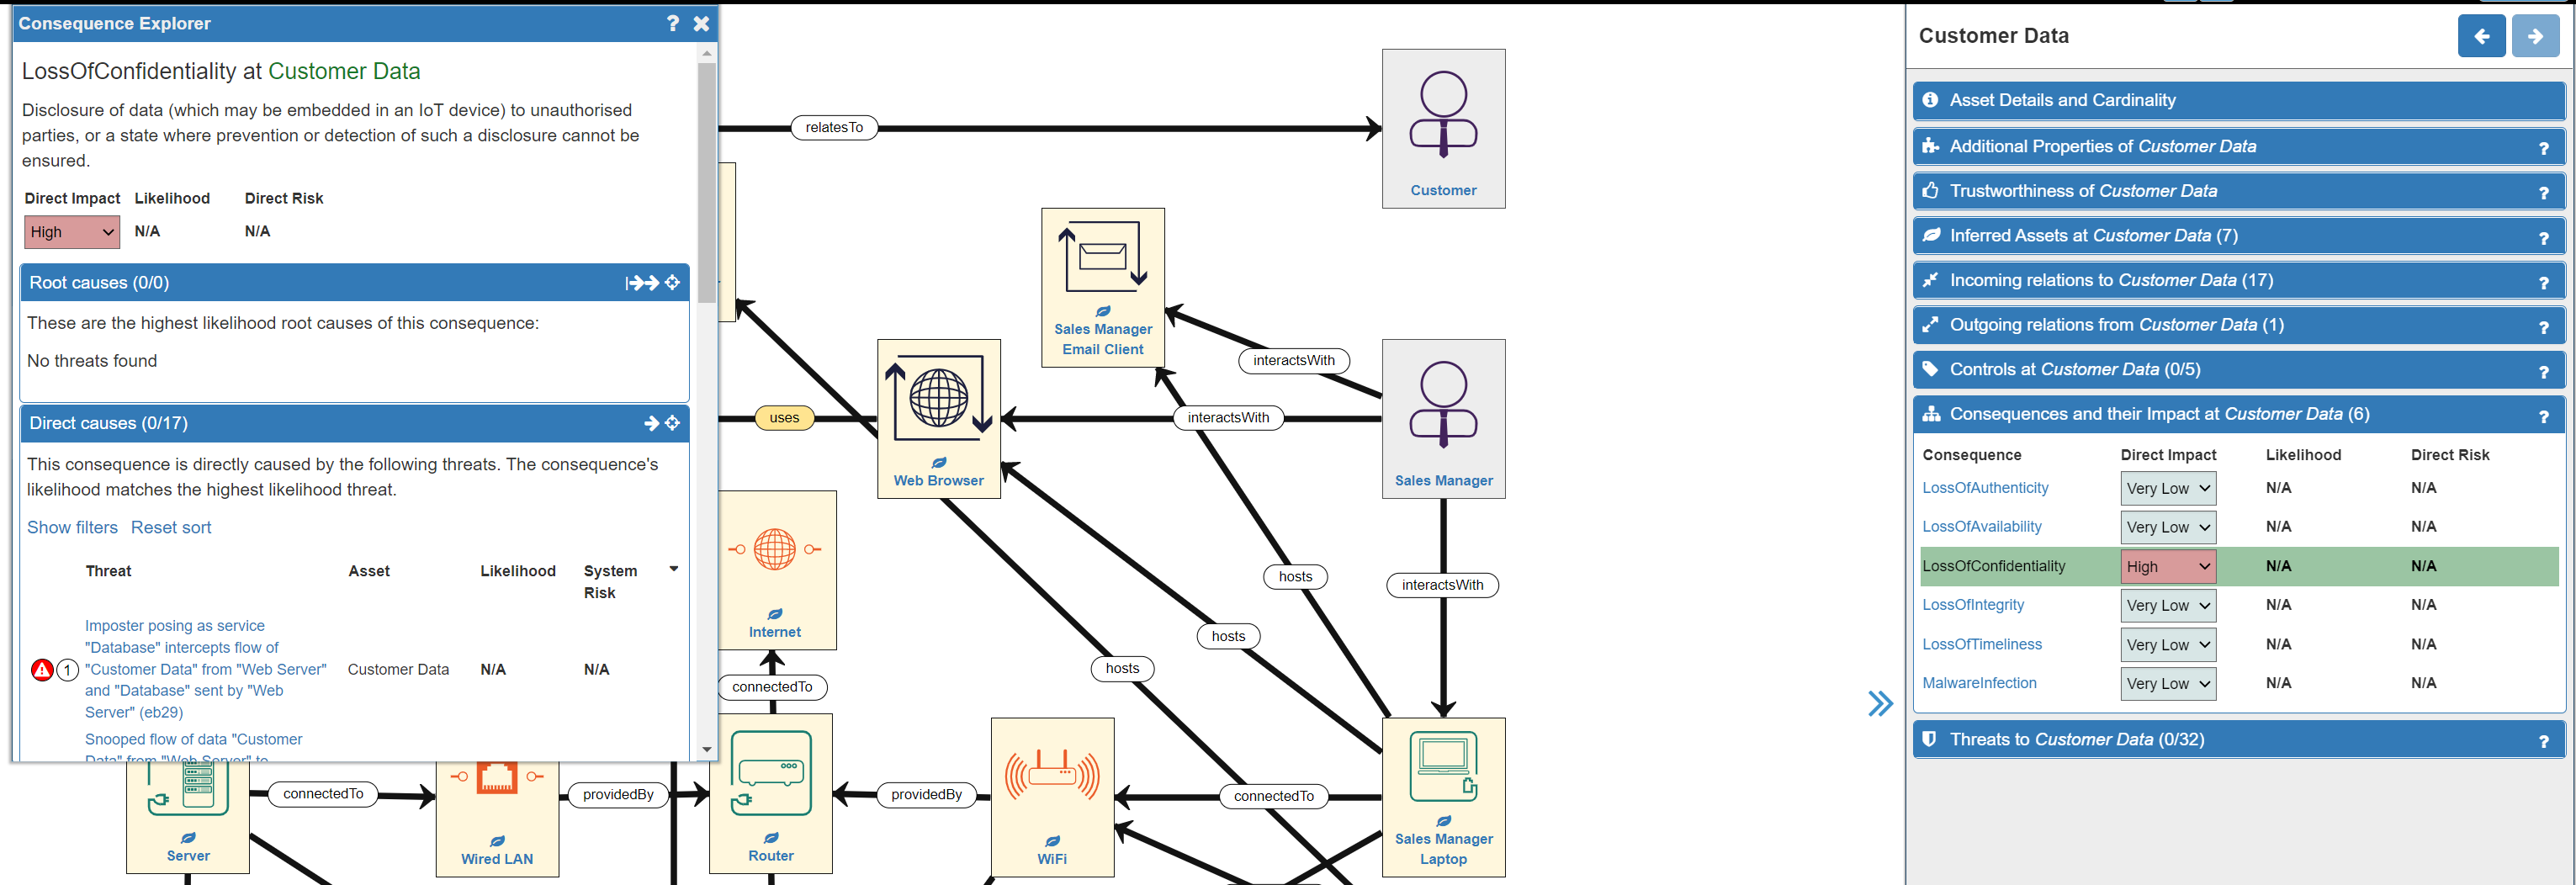 Consequence Explorer
?
LossOfConfidentiality at Customer Data
Disclosure of data (which may be embedded in an IoT device) to unauthorised
parties, or a state where prevention or detection of such a disclosure cannot be
ensured.
Direct Impact Likelihood Direct Risk
High N/A N/A
Root causes (0/0)
These are the highest likelihood root causes of this consequence:
No threats found
Direct causes (0/17)
This consequence is directly caused by the following threats. The consequence's
likelihood matches the highest likelihood threat.
Show filters Reset sort
Threat Asset Likelihood System
Risk
Imposter posing as service
"Database" intercepts flow of
1 "Customer Data" from "Web Server" Customer Data N/A N/A
and "Database" sent by "Web
Server" (eb29)
Snooped flow of data "Customer
Data" from "Web Server" to
relatesTo
Customer
Sales Manager
Email Client
interactsWith
uses
interactsWith
Web Browser
Sales Manager
Internet
hosts
interactsWith
hosts
hosts
connectedTo
connectedTo
providedBy
providedBy
connectedTo
Server
Wired LAN
Router
WiFi
Sales Manager
Laptop
Customer Data
Asset Details and Cardinality
Additional Properties of Customer Data ?
Trustworthiness of Customer Data ?
Inferred Assets at Customer Data (7) ?
Incoming relations to Customer Data (17) ?
Outgoing relations from Customer Data (1) ?
Controls at Customer Data (0/5) ?
Consequences and their Impact at Customer Data (6) ?
Consequence Direct Impact Likelihood Direct Risk
LossOfAuthenticity Very Low N/A N/A
LossOfAvailability Very Low N/A N/A
LossOfConfidentiality High N/A N/A
LossOfIntegrity Very Low N/A N/A
LossOfTimeliness Very Low N/A N/A
MalwareInfection Very Low N/A N/A
Threats to Customer Data (0/32) ?